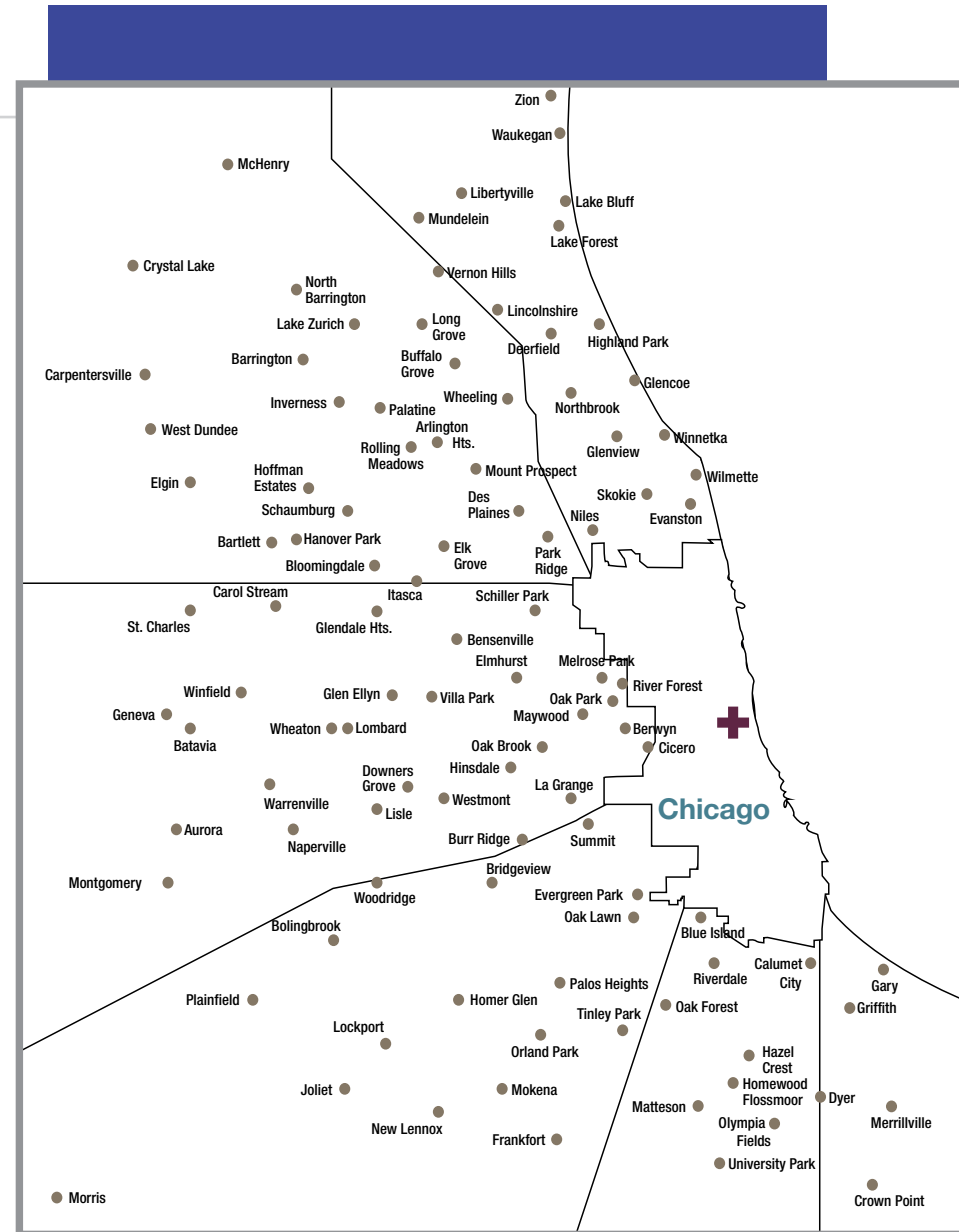 Zion
Waukegan
McHenry
Libertyville
Lake Bluff
Mundelein
Lake Forest
Crystal Lake
Vernon Hills
North
Barrington
Lincolnshire
Lake Zurich
Long
Grove
Highland Park
Deerfield
Barrington
Buffalo
Grove
Carpentersville
Glencoe
Inverness
Wheeling
Northbrook
Palatine
West Dundee
Arlington
Hts.
Winnetka
Rolling
Meadows
Glenview
Elgin
Hoffman
Estates
Mount Prospect
Wilmette
Schaumburg
Des
Plaines
Skokie
Evanston
Niles
Bartlett
Hanover Park
Elk
Grove
Park
Ridge
Bloomingdale
Itasca
Carol Stream
Schiller Park
St. Charles
Glendale Hts.
Bensenville
Elmhurst
Melrose Park
Winfield
Glen Ellyn
Villa Park
Oak Park
River Forest
Geneva
Maywood
Batavia
Wheaton
Lombard
Berwyn
Oak Brook
Cicero
Hinsdale
Downers
Grove
La Grange
Warrenville
Westmont
Lisle
Chicago
Aurora
Naperville
Burr Ridge
Summit
Montgomery
Bridgeview
Woodridge
Evergreen Park
Bolingbrook
Oak Lawn
Blue Island
Riverdale
Calumet
City
Gary
Plainfield
Homer Glen
Palos Heights
Oak Forest
Griffith
Lockport
Tinley Park
Orland Park
Hazel
Crest
Joliet
Mokena
Homewood
Flossmoor
Dyer
Matteson
Merrillville
New Lennox
Olympia
Fields
Frankfort
University Park
Morris
Crown Point